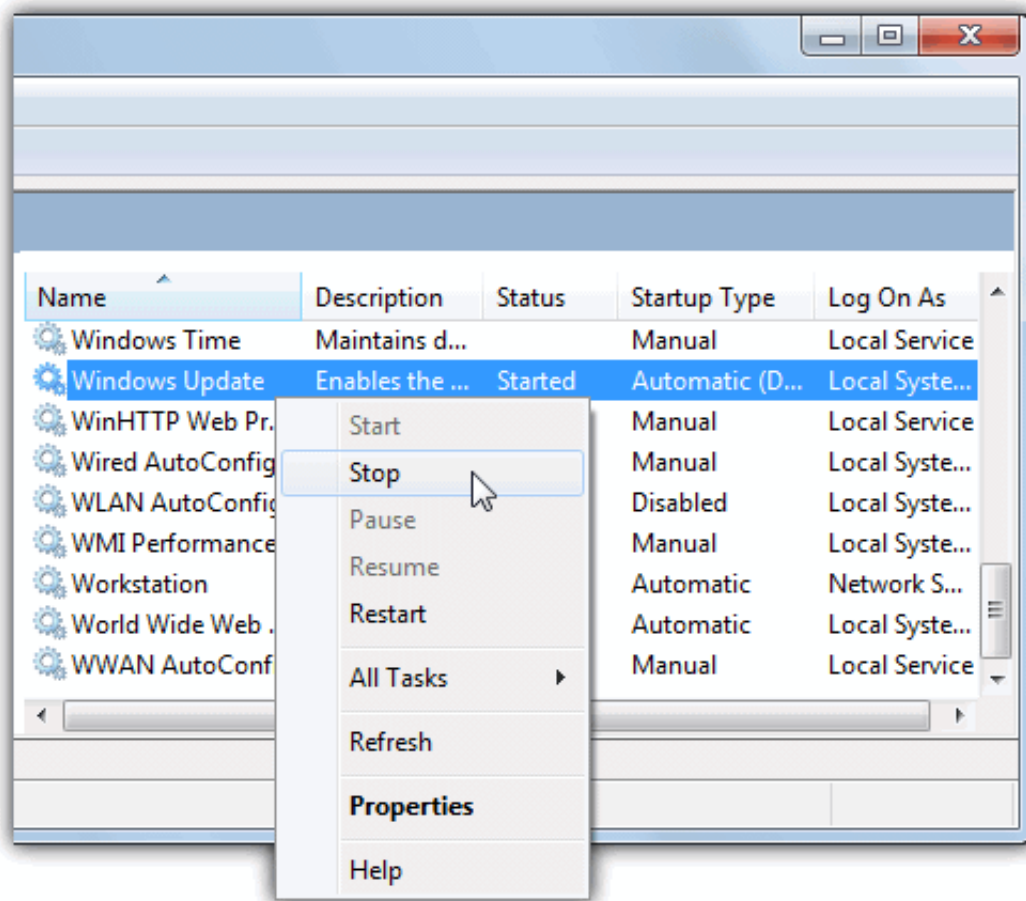 Name Description Status Startup Type Log On As
Windows Time Maintains d... Manual Local Service
Windows Update Enables the ... Started Automatic (D... Local Syste...
WinHTTP Web Pr. Manual Local Service
Wired AutoConfig Manual Local Syste...
WLAN AutoConfig Disabled Local Syste...
WMI Performance Manual Local Syste...
Workstation Automatic Network S...
World Wide Web . Automatic Local Syste...
WWAN AutoConf Manual Local Service
Start
Stop
Pause
Resume
Restart
All Tasks
Refresh
Properties
Help